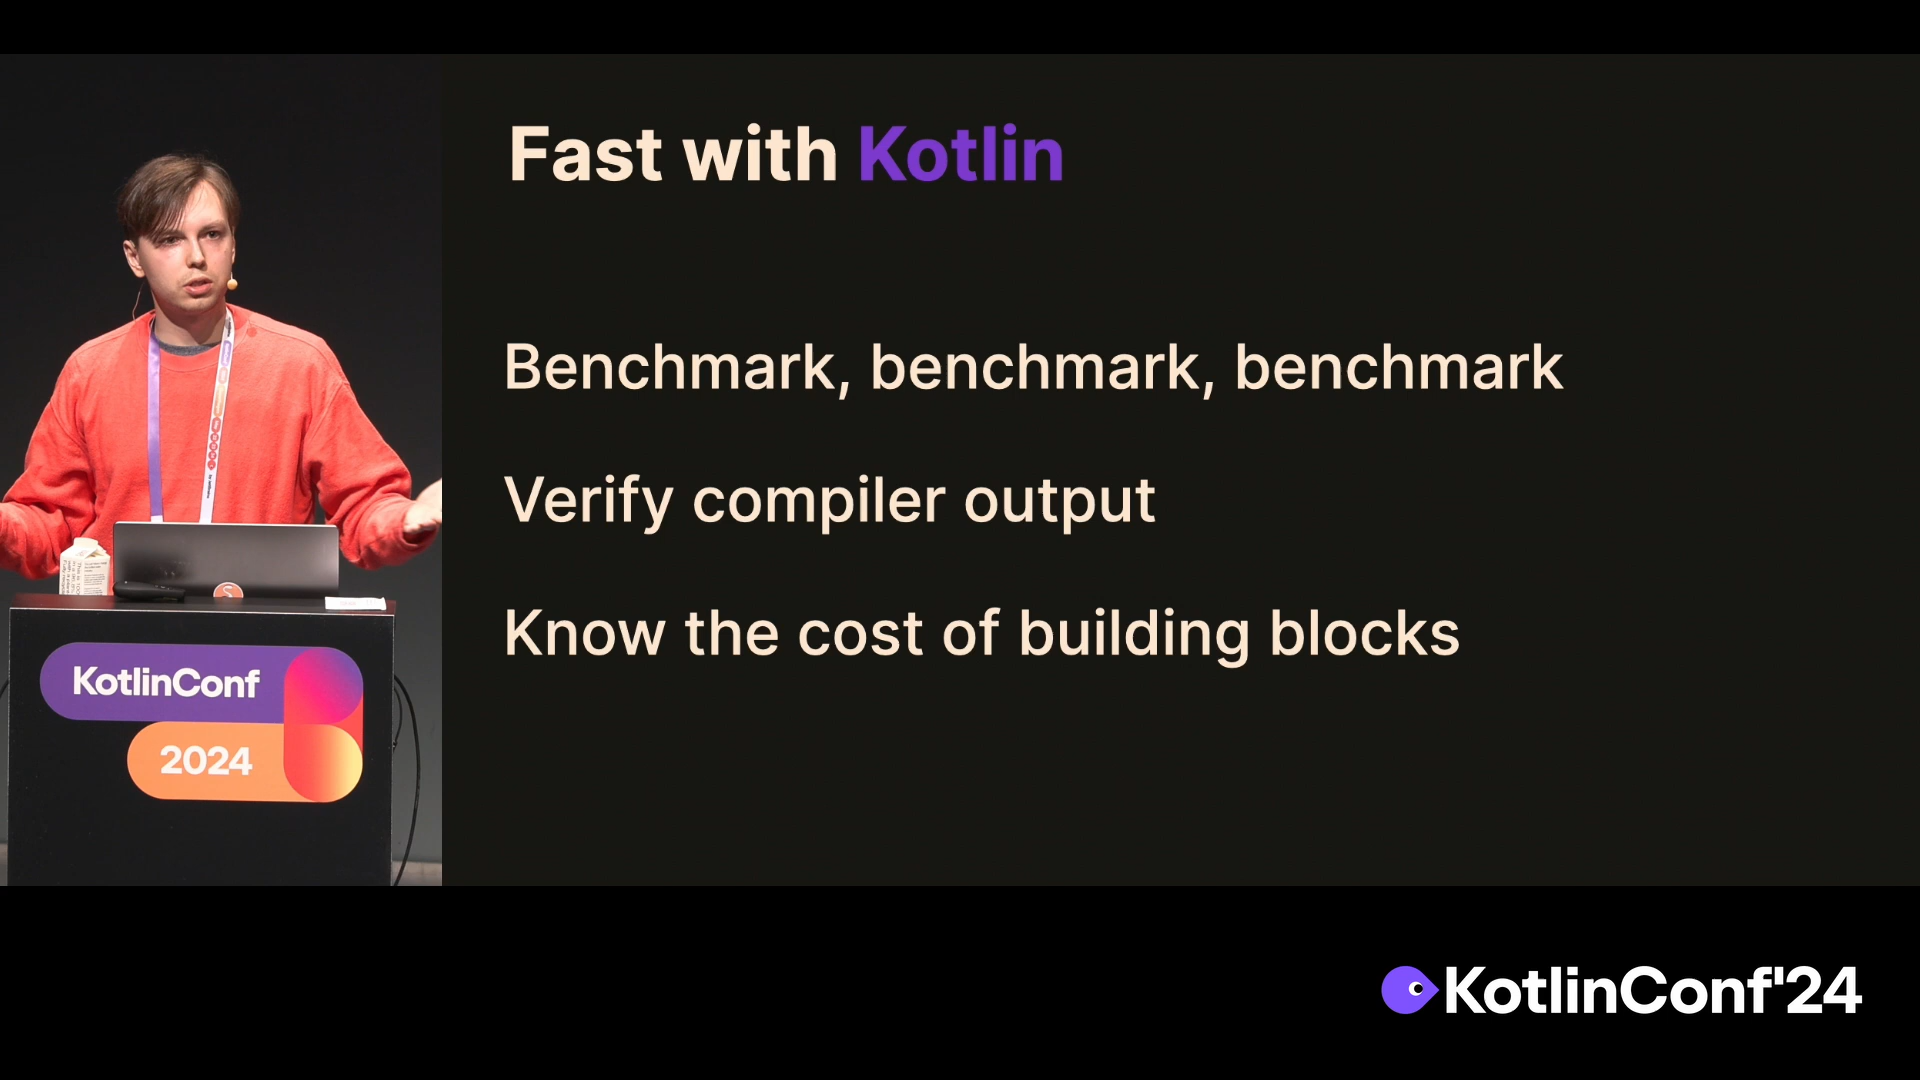 Fast with Kotlin
Benchmark, benchmark, benchmark
Verify compiler output
Know the cost of building blocks
KotlinConf
2024
KotlinConf'24